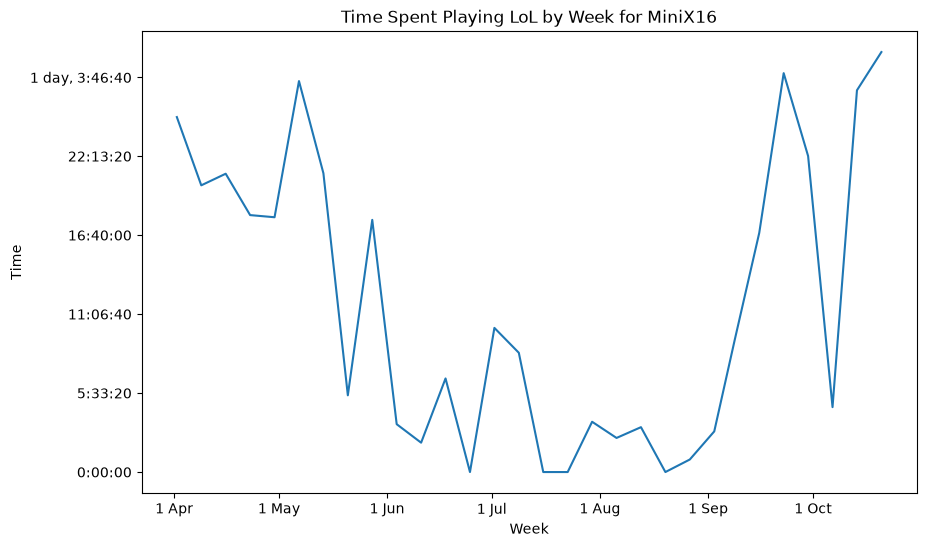 Time Spent Playing LoL by Week for MiniX16
Time
1 day, 3:46:40
22:13:20
16:40:00
11:06:40
5:33:20
0:00:00
1 Apr
1 May
1 Jun
1 Jul
1 Aug
1 Sep
1 Oct
Week